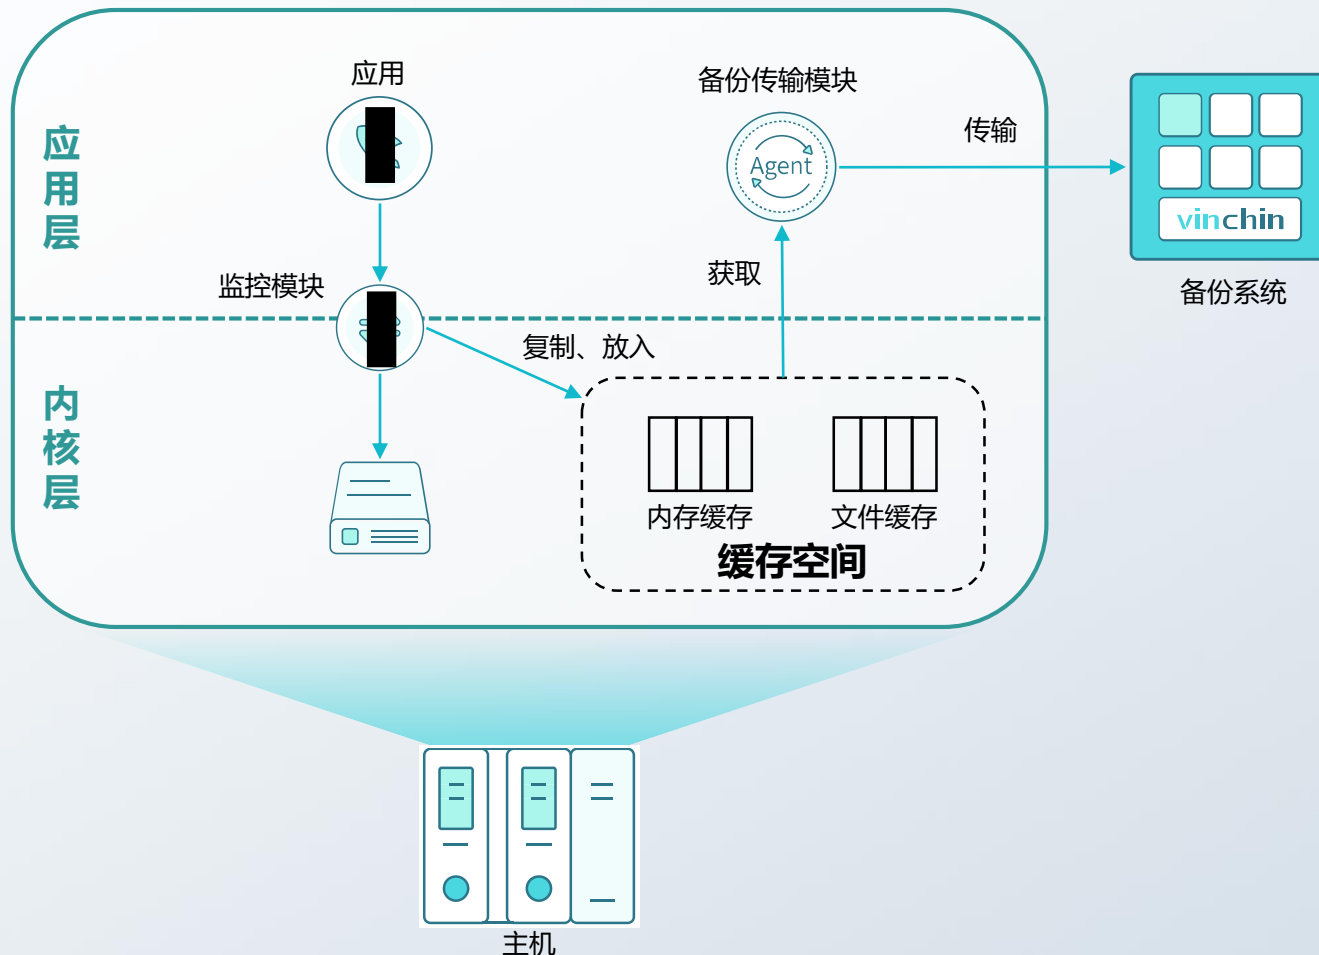 应用
备份传输模块
传输
Agent
应用层
vinchin
监控模块
获取
备份系统
复制、放入
内核层
内存缓存
文件缓存
缓存空间
主机